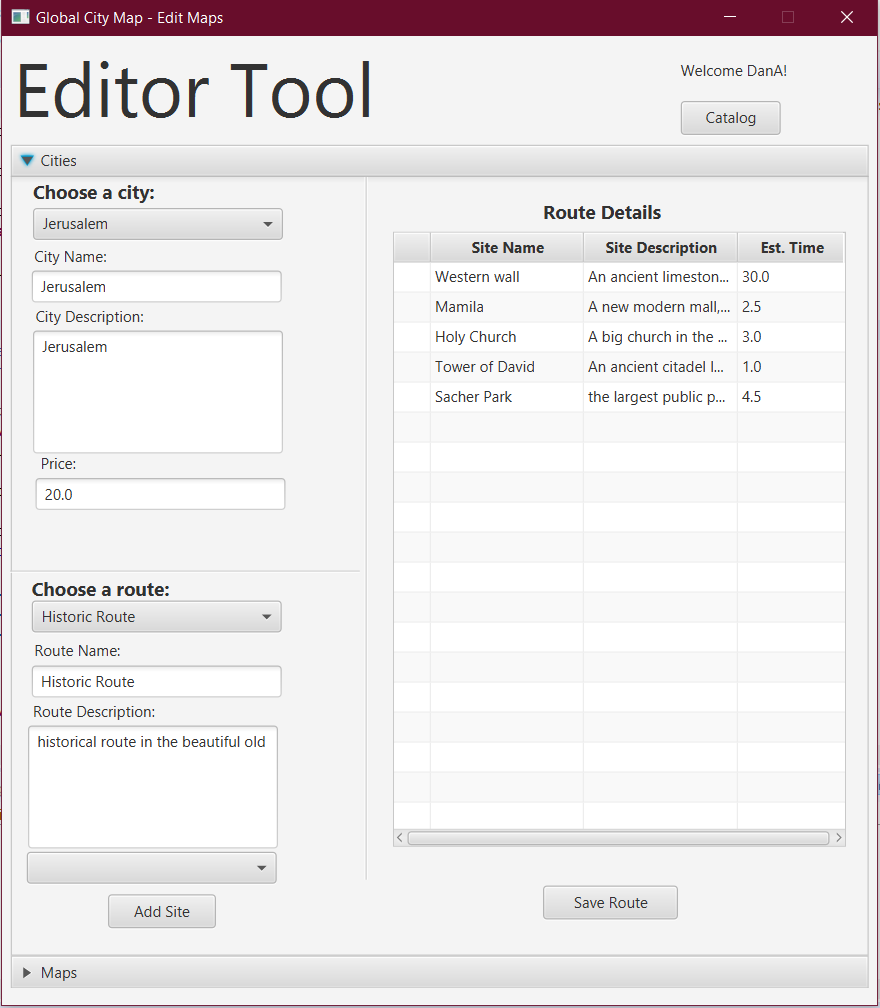 Global City Map - Edit Maps
Editor Tool
Welcome DanA!
Catalog
Cities
Choose a city:
Jerusalem
City Name:
Jerusalem
City Description:
Jerusalem
Price:
20.0
Choose a route:
Historic Route
Route Name:
Historic Route
Route Description:
historical route in the beautiful old
Add Site
Route Details
Site Name Site Description Est. Time
Western wall An ancient limeston... 30.0
Mamila A new modern mall,... 2.5
Holy Church A big church in the ... 3.0
Tower of David An ancient citadel l... 1.0
Sacher Park the largest public p... 4.5
Save Route
Maps